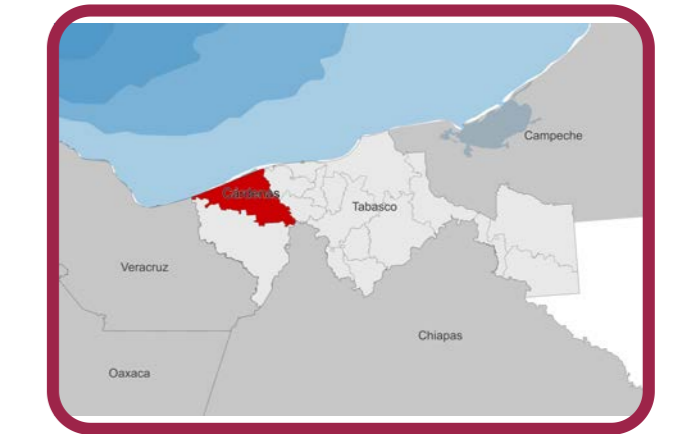 Campeche
Cárdenas
Tabasco
Veracruz
Chiapas
Oaxaca